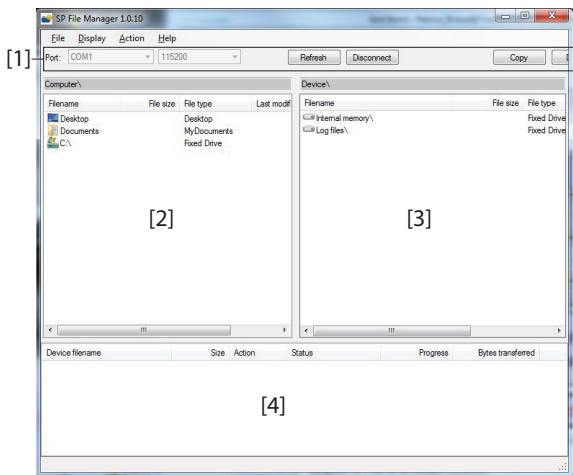 SP File Manager 1.0.10
File Display Action Help
[1]
Port: COM1 115200 Refresh Disconnect Copy
Computer\ Device\
Filename File size File type Last modif
Desktop Desktop
Documents MyDocuments
C:\ Fixed Drive
Filename File size File type
Internal memory\ Fixed Drive
Log files\ Fixed Drive
[2] [3]
Device filename Size Action Status Progress Bytes transferred
[4]